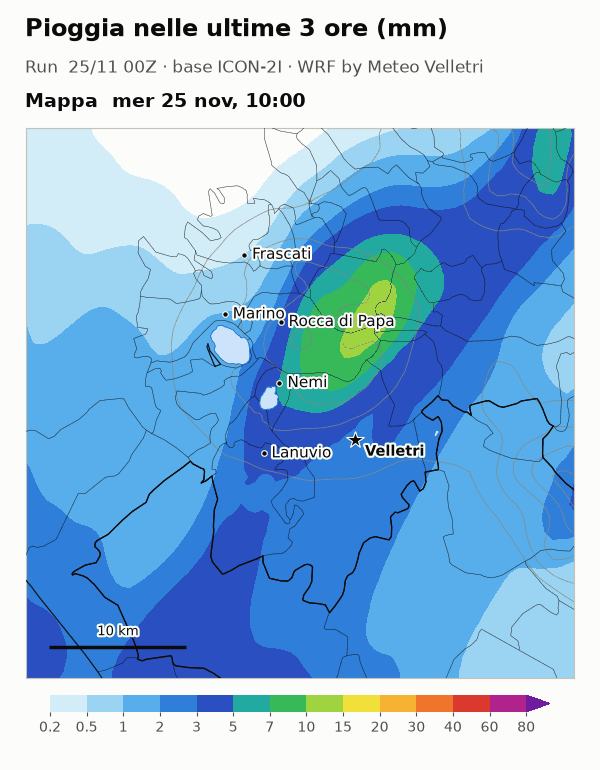 Pioggia nelle ultime 3 ore (mm)
Run  25/11 00Z · base ICON-2I · WRF by Meteo Velletri
Mappa  mer 25 nov, 10:00
Frascati
Marino
Rocca di Papa
Nemi
Velletri
Lanuvio
10 km
0.2 0.5 1 2 3 5 7 10 15 20 30 40 60 80